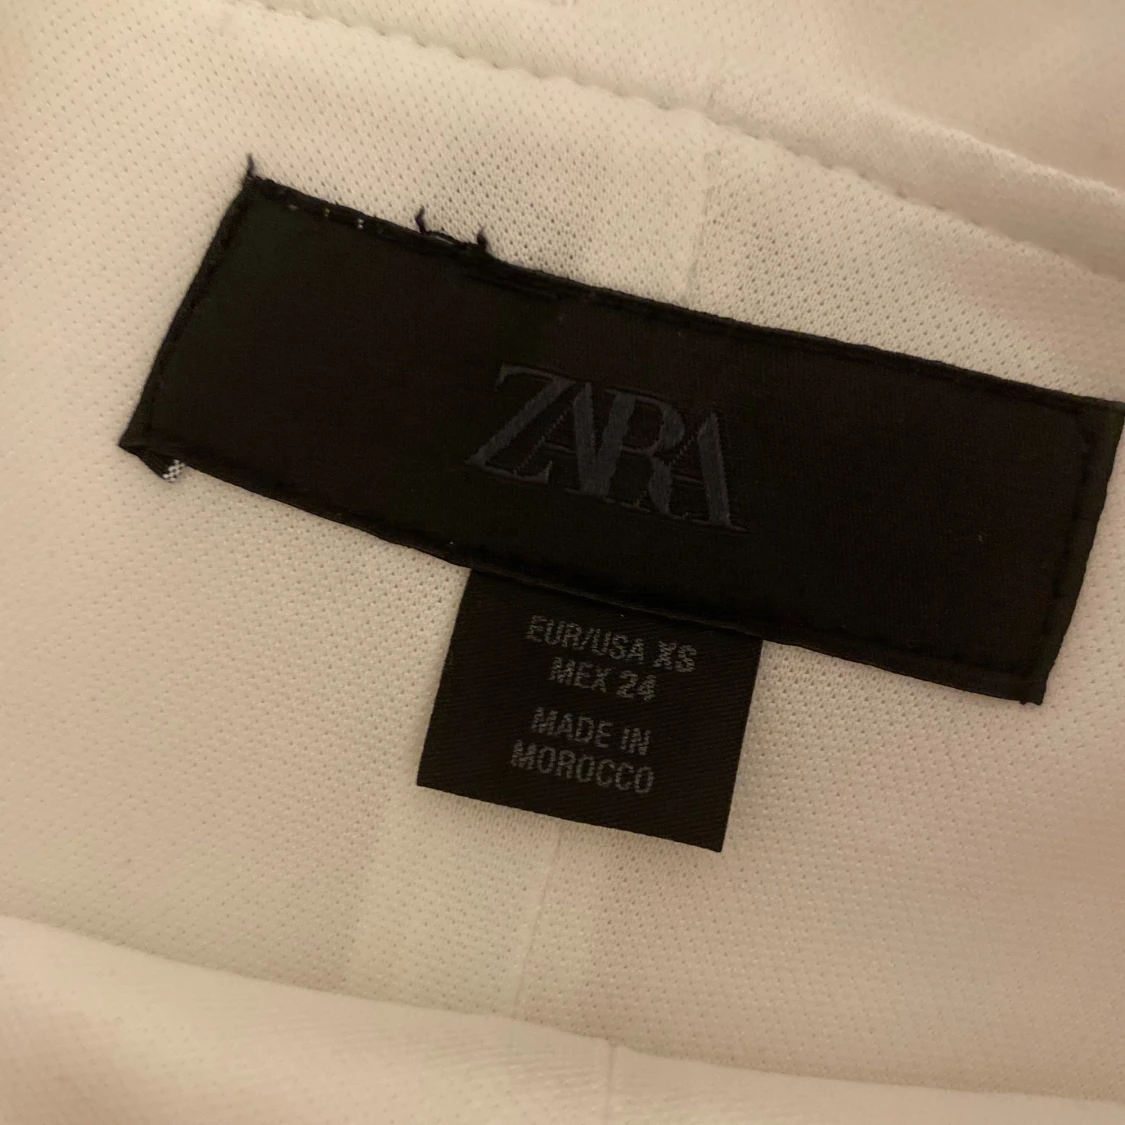 ZARA
EUR/USA XS
MEX 24
MADE IN
MOROCCO